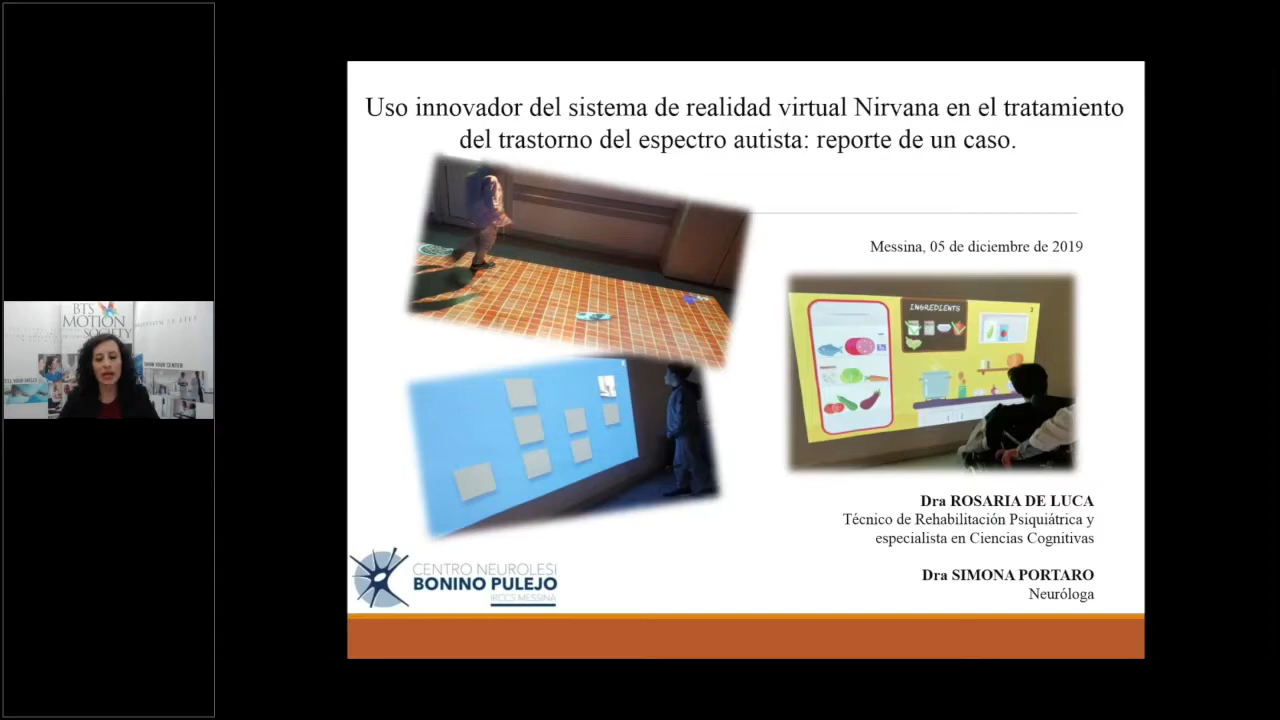 Uso innovador del sistema de realidad virtual Nirvana en el tratamiento
del trastorno del espectro autista: reporte de un caso.
Messina, 05 de diciembre de 2019
INGREDIENTS
BTS
MOTION
SOCIETY
Dra ROSARIA DE LUCA
Técnico de Rehabilitación Psiquiátrica y
especialista en Ciencias Cognitivas
Dra SIMONA PORTARO
Neuróloga
CENTRO NEUROLESI
BONINO PULEJO
IRCCS MESSINA